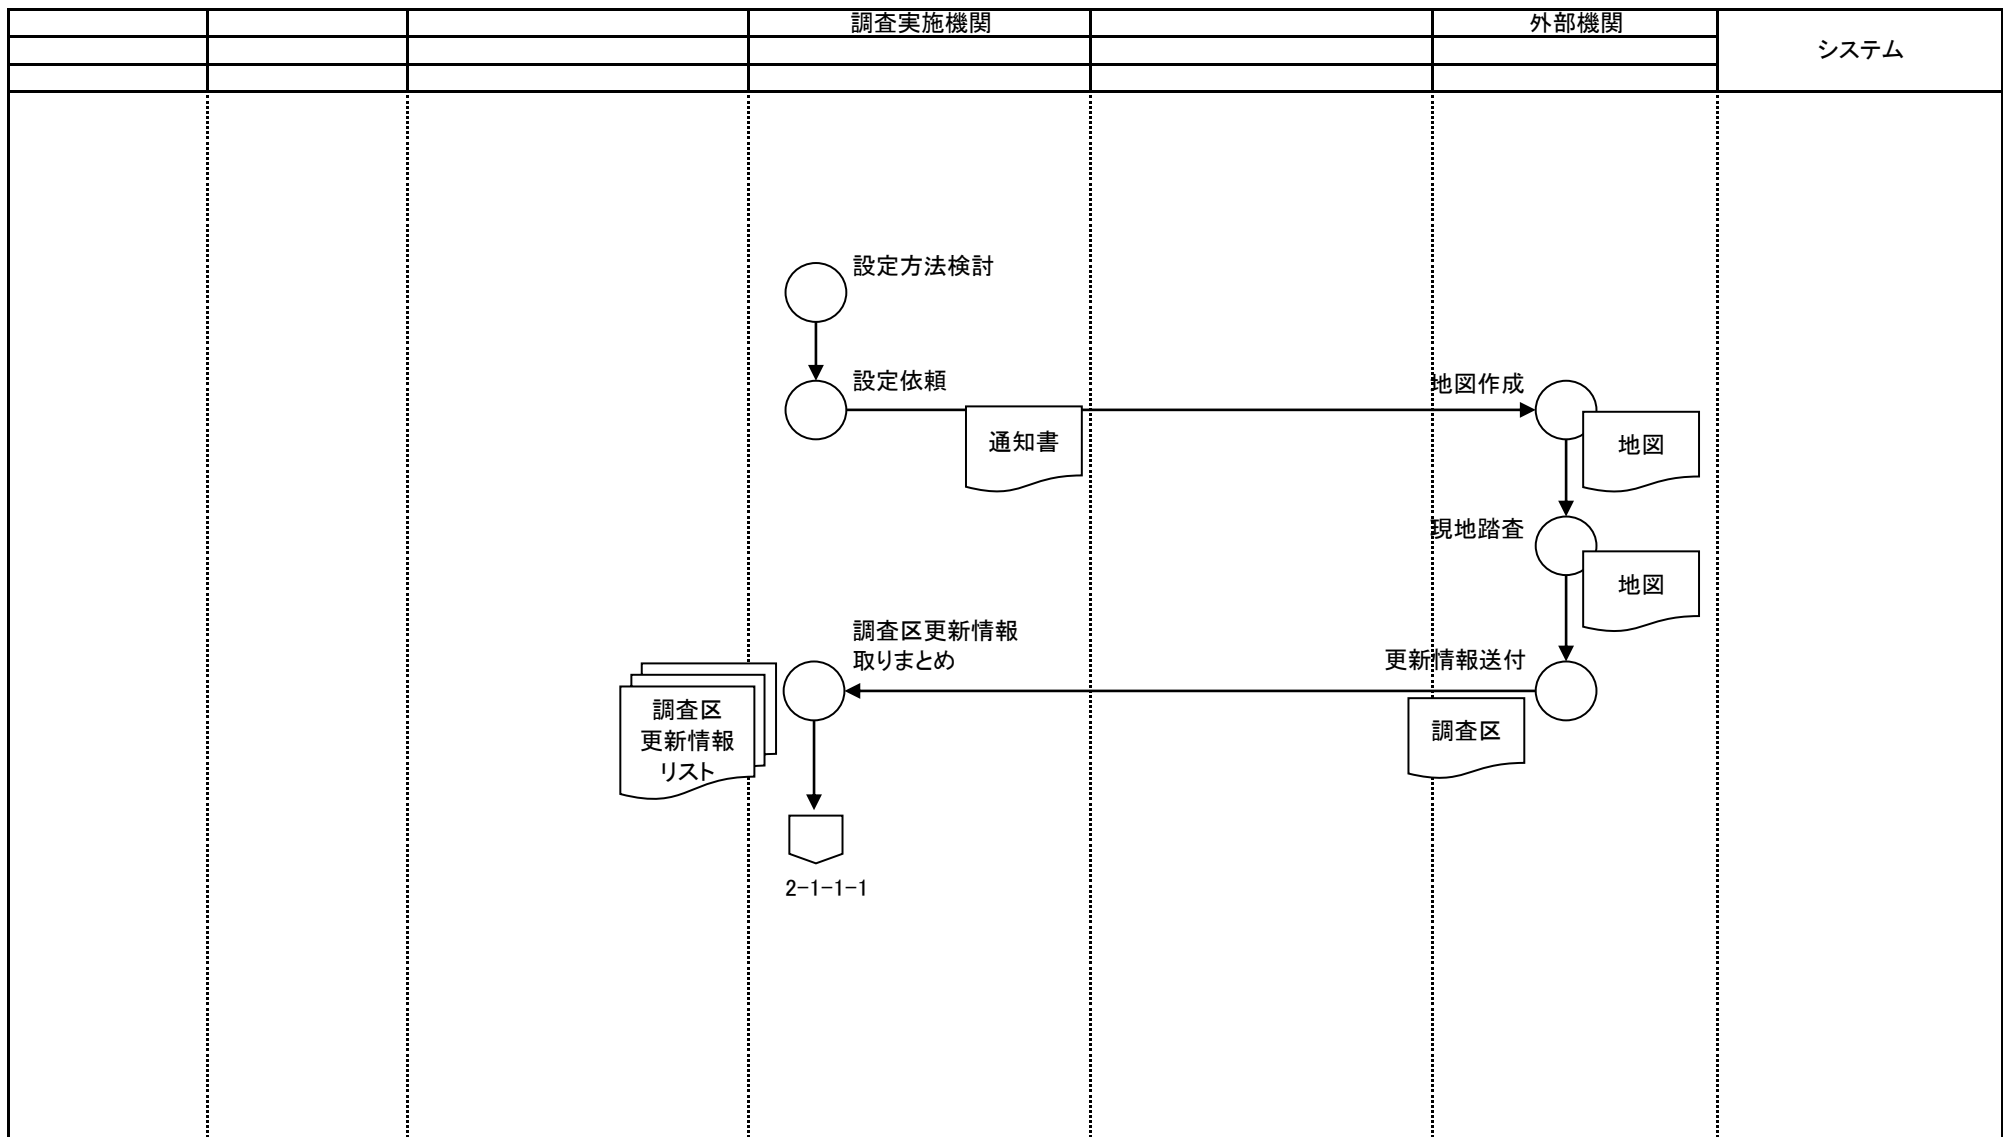 調査実施機関
外部機関
システム
設定方法検討
設定依頼
地図作成
通知書
地図
現地踏査
地図
調査区更新情報
取りまとめ
更新情報送付
調査区
更新情報
リスト
調査区
2-1-1-1